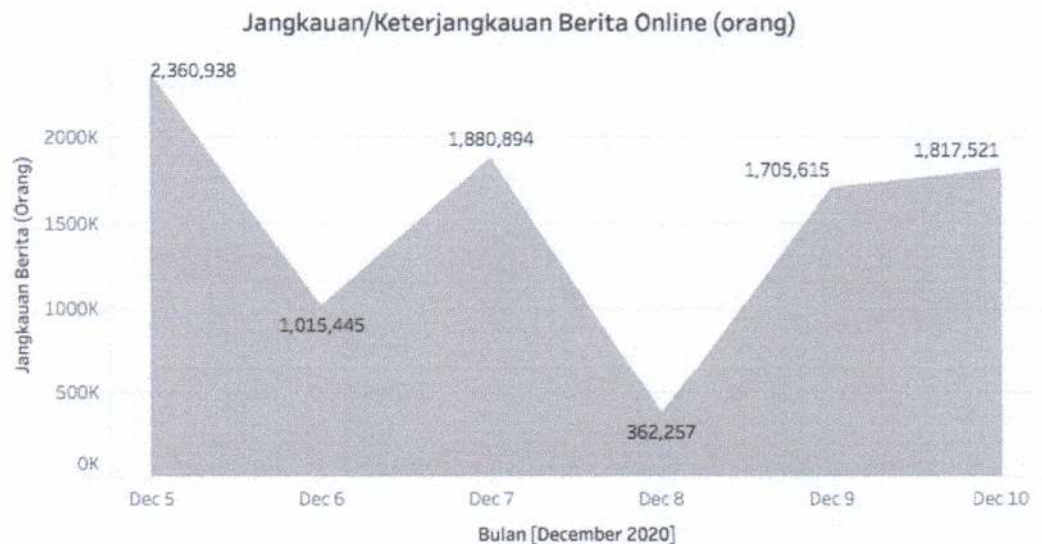 Jangkauan/Keterjangkauan Berita Online (orang)
2,360,938
2000K
1,880,894
1,817,521
1,705,615
1500K
Jangkauan Berita (Orang)
1000K
1,015,445
500K
362,257
0K
Dec 5 Dec 6 Dec 7 Dec 8 Dec 9 Dec 10
Bulan [December 2020]